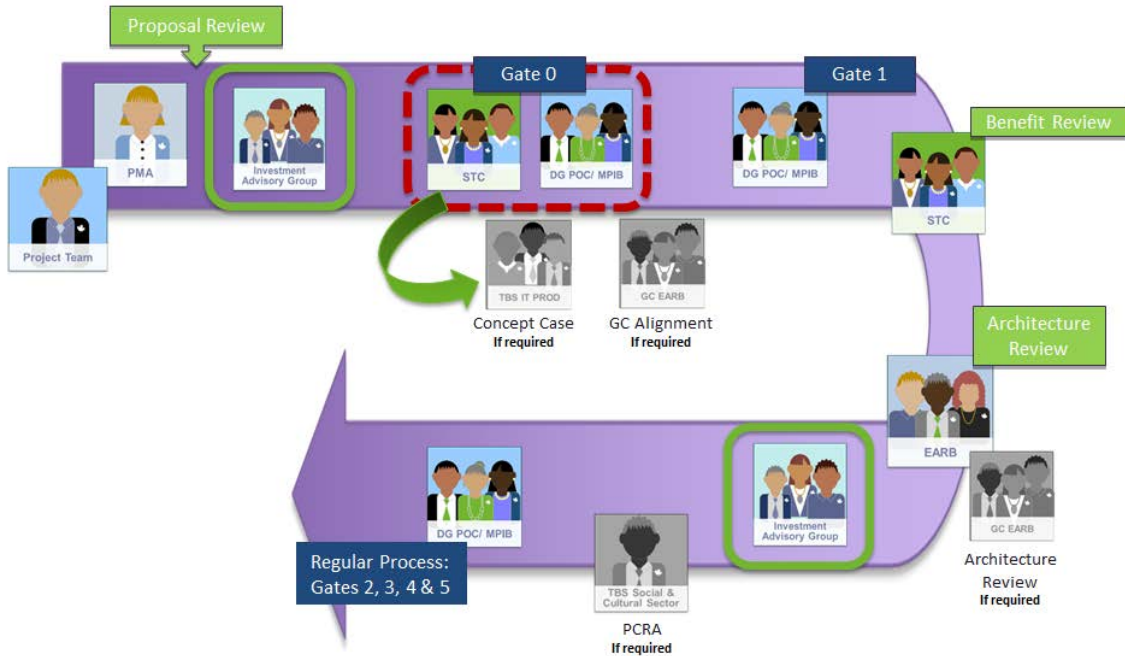 Proposal Review
Gate 0
Gate 1
PMA
Investment
Advisory Group
STC
DG POC/ MPIB
DG POC/ MPIB
Benefit Review
STC
Project Team
TBS IT PROD
GC EARB
Concept Case
If required
GC Alignment
If required
Architecture
Review
EARB
GC EARB
Architecture
Review
If required
Investment
Advisory Group
TBS Social &
Cultural Sector
PCRA
If required
DG POC/ MPIB
Regular Process:
Gates 2, 3, 4 & 5